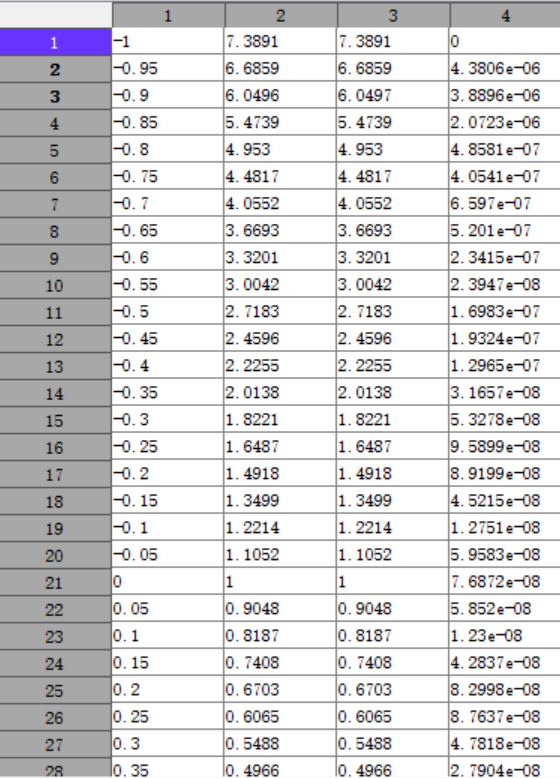 1 2 3 4
1 −1 7.3891 7.3891 0
2 −0.95 6.6859 6.6859 4.3806e−06
3 −0.9 6.0496 6.0497 3.8896e−06
4 −0.85 5.4739 5.4739 2.0723e−06
5 −0.8 4.953 4.953 4.8581e−07
6 −0.75 4.4817 4.4817 4.0541e−07
7 −0.7 4.0552 4.0552 6.597e−07
8 −0.65 3.6693 3.6693 5.201e−07
9 −0.6 3.3201 3.3201 2.3415e−07
10 −0.55 3.0042 3.0042 2.3947e−08
11 −0.5 2.7183 2.7183 1.6983e−07
12 −0.45 2.4596 2.4596 1.9324e−07
13 −0.4 2.2255 2.2255 1.2965e−07
14 −0.35 2.0138 2.0138 3.1657e−08
15 −0.3 1.8221 1.8221 5.3278e−08
16 −0.25 1.6487 1.6487 9.5899e−08
17 −0.2 1.4918 1.4918 8.9199e−08
18 −0.15 1.3499 1.3499 4.5215e−08
19 −0.1 1.2214 1.2214 1.2751e−08
20 −0.05 1.1052 1.1052 5.9583e−08
21 0 1 1 7.6872e−08
22 0.05 0.9048 0.9048 5.852e−08
23 0.1 0.8187 0.8187 1.23e−08
24 0.15 0.7408 0.7408 4.2837e−08
25 0.2 0.6703 0.6703 8.2998e−08
26 0.25 0.6065 0.6065 8.7637e−08
27 0.3 0.5488 0.5488 4.7818e−08
28 0.35 0.4966 0.4966 2.7904e−08